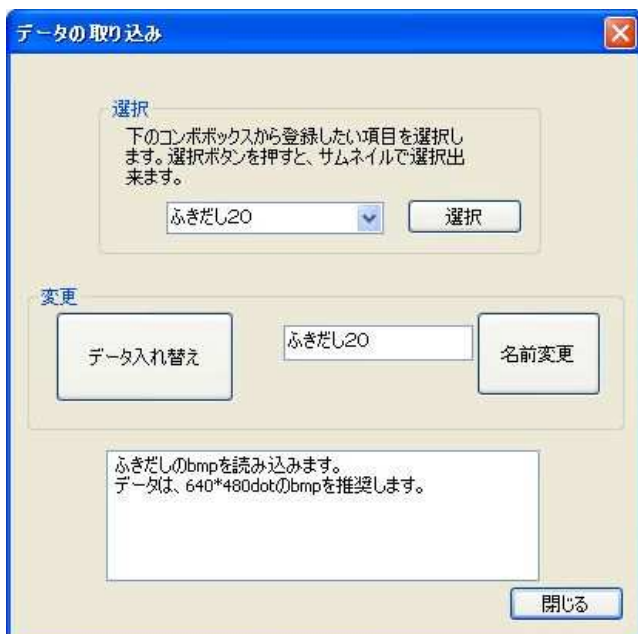 データの取り込み
選択
下のコンボボックスから登録したい項目を選択し
ます。選択ボタンを押すと、サムネイルで選択出
来ます。
ふきだし20
選択
変更
データ入れ替え
ふきだし20
名前変更
ふきだしのbmpを読み込みます。
データは、640*480dotのbmpを推奨します。
閉じる